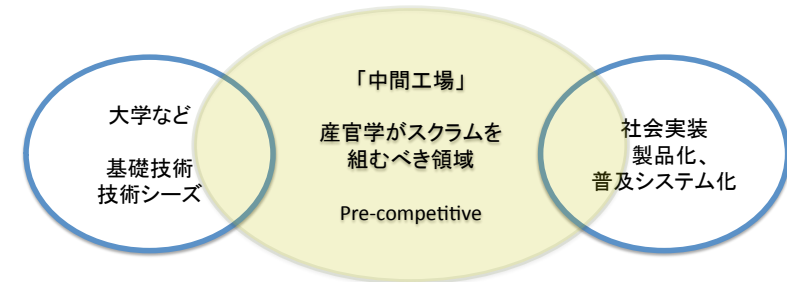 大学など
基礎技術
技術シーズ
「中間工場」
産官学がスクラムを
組むべき領域
Pre-competitive
社会実装
製品化、
普及システム化